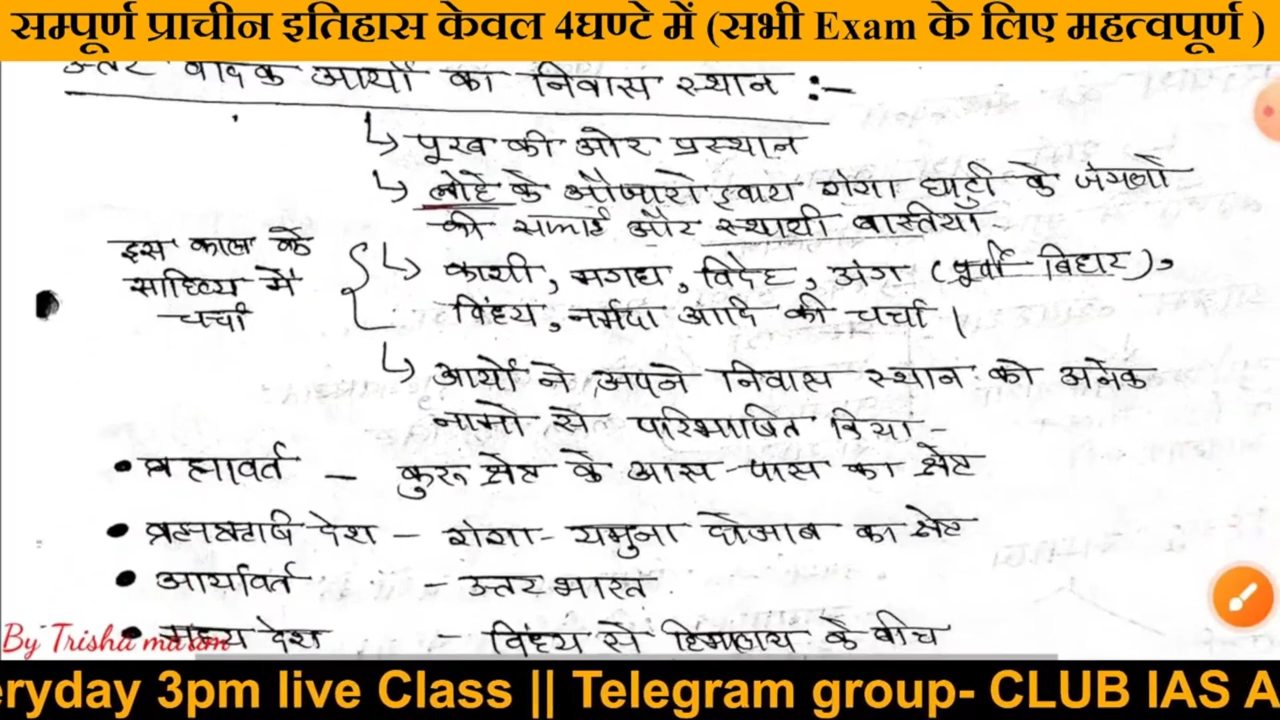 सम्पूर्ण प्राचीन इतिहास केवल 4घण्टे में (सभी Exam के लिए महत्वपूर्ण )
उत्तर वैदिक आर्यो का निवास स्थान :-
↳ पूरब की ओर प्रस्थान
↳ लोहे के औजारो द्वारा गंगा घाटी के जंगलो
की सफाई और स्थायी बास्तिया
इस काल के
साहित्य में
चर्चा
↳ काशी, मगध, विदेह, अंग (पूर्वी बिहार),
विंध्य, नर्मदा आदि की चर्चा।
↳ आर्यो ने अपने निवास स्थान को अनेक
नामो से परिभाषित किया -
• ब्रह्मावर्त - कुरुक्षेत्र के आस-पास का क्षेत्र
• ब्रह्मऋषि देश - गंगा-यमुना दोआब का क्षेत्र
• आर्यावर्त - उत्तर भारत
• मध्य देश - विंध्य से हिमालय के बीच
By Trisha ma'am
eryday 3pm live Class || Telegram group- CLUB IAS A